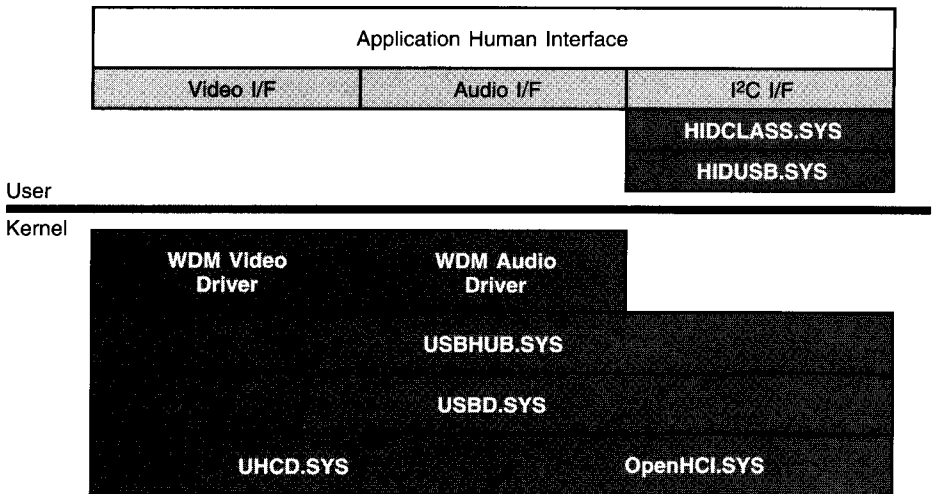 Application Human Interface
Video I/F
Audio I/F
I²C I/F
HIDCLASS.SYS
HIDUSB.SYS
User
Kernel
WDM Video
Driver
WDM Audio
Driver
USBHUB.SYS
USBD.SYS
UHCD.SYS
OpenHCI.SYS